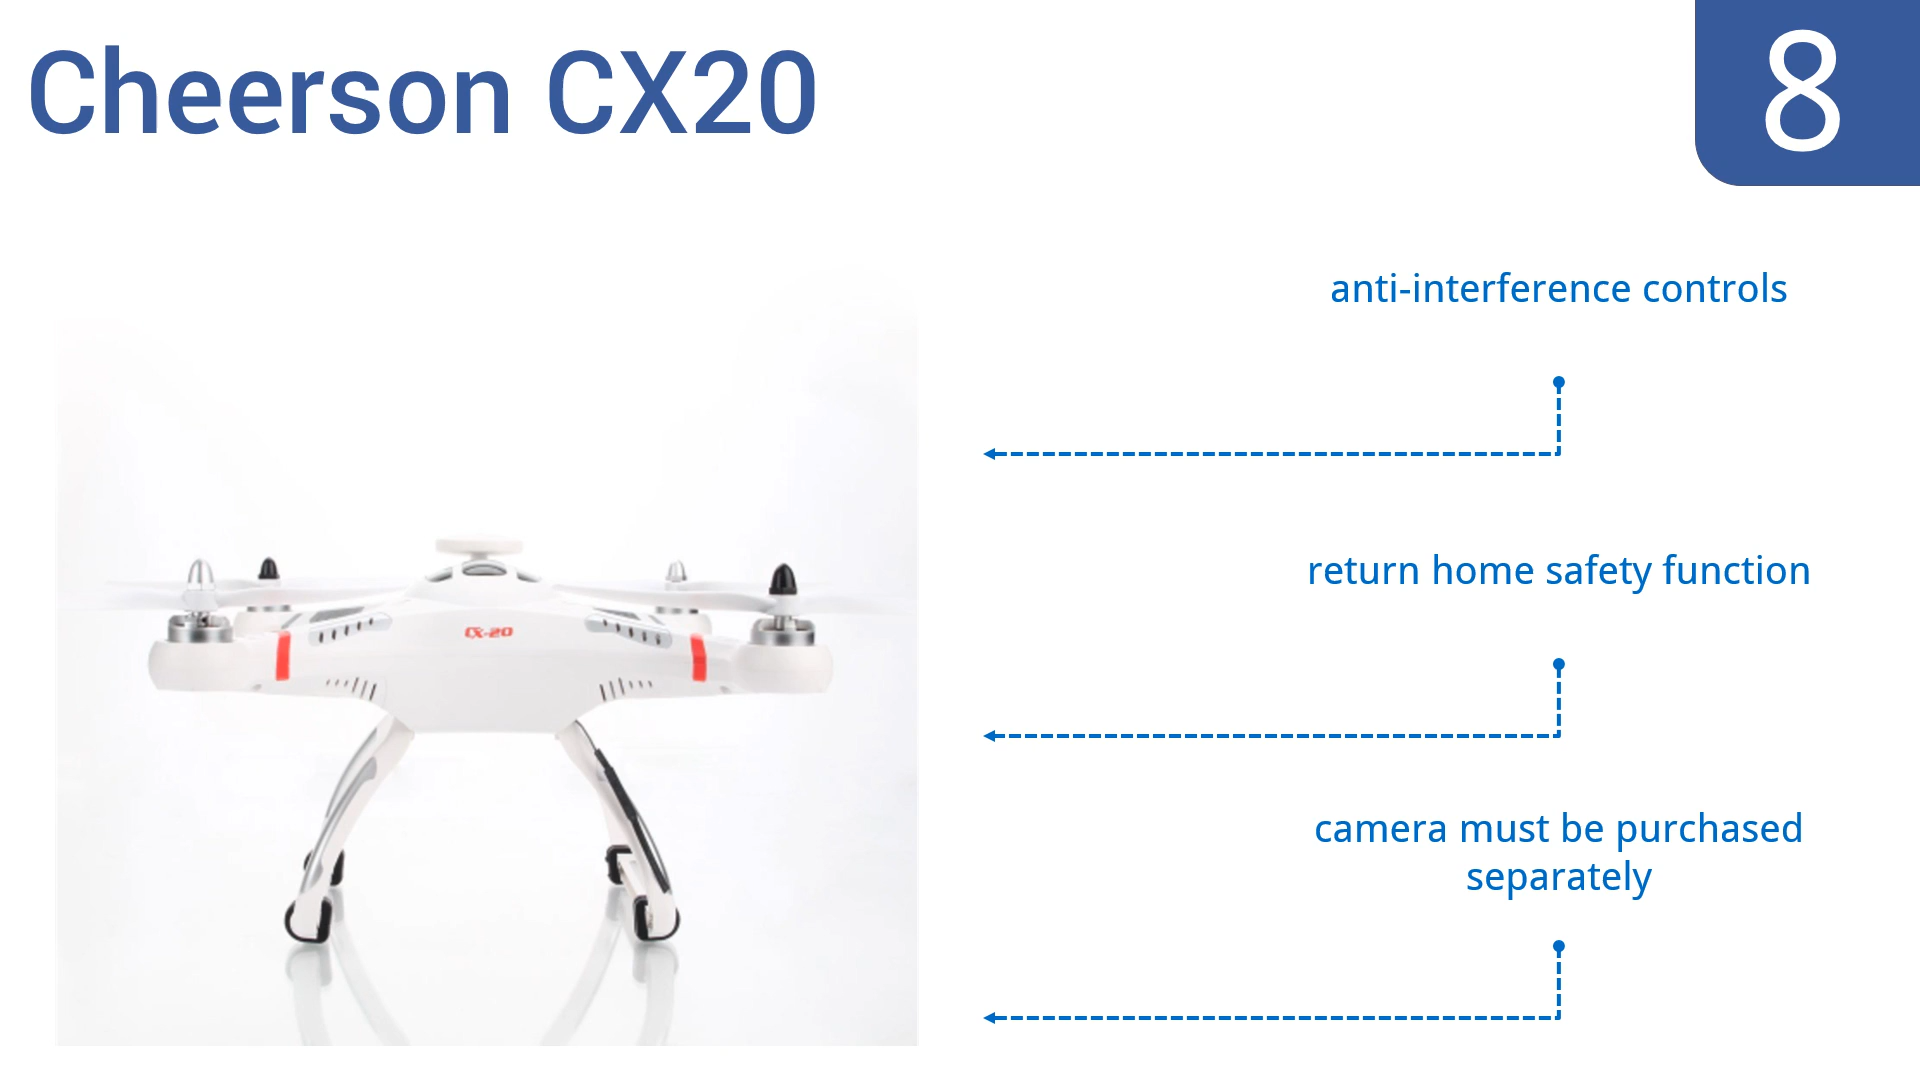 Cheerson CX20
8
anti-interference controls
return home safety function
camera must be purchased
separately
CX-20